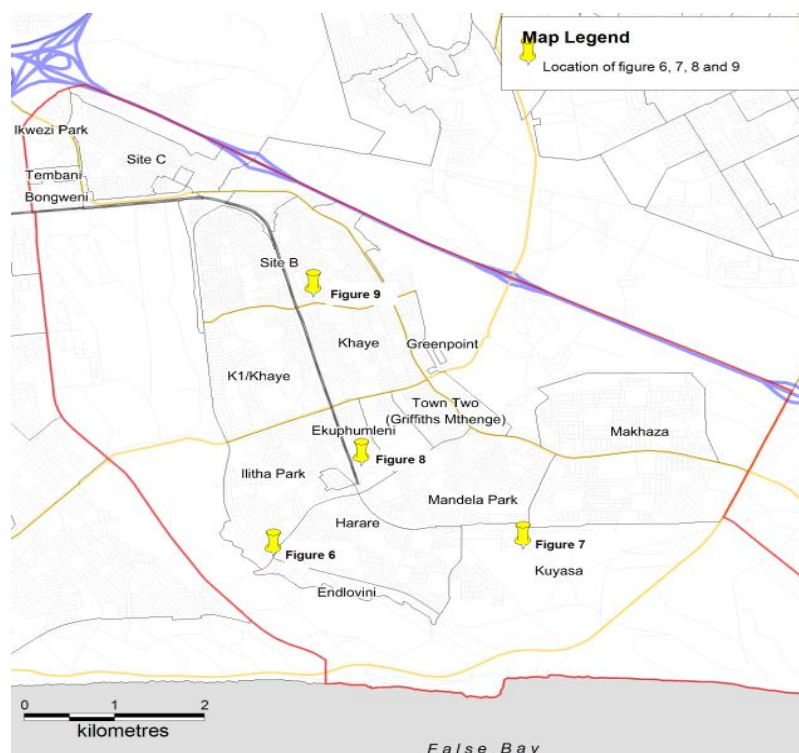 Map Legend
Location of figure 6, 7, 8 and 9
Ikwezi Park
Site C
Tembani
Bongweni
Site B
Figure 9
Khaye
Greenpoint
K1/Khaye
Town Two
(Griffiths Mthenge)
Makhaza
Ekuphumleni
Figure 8
Ilitha Park
Mandela Park
Harare
Figure 6
Figure 7
Kuyasa
Endlovini
0 1 2
kilometres
False Bay